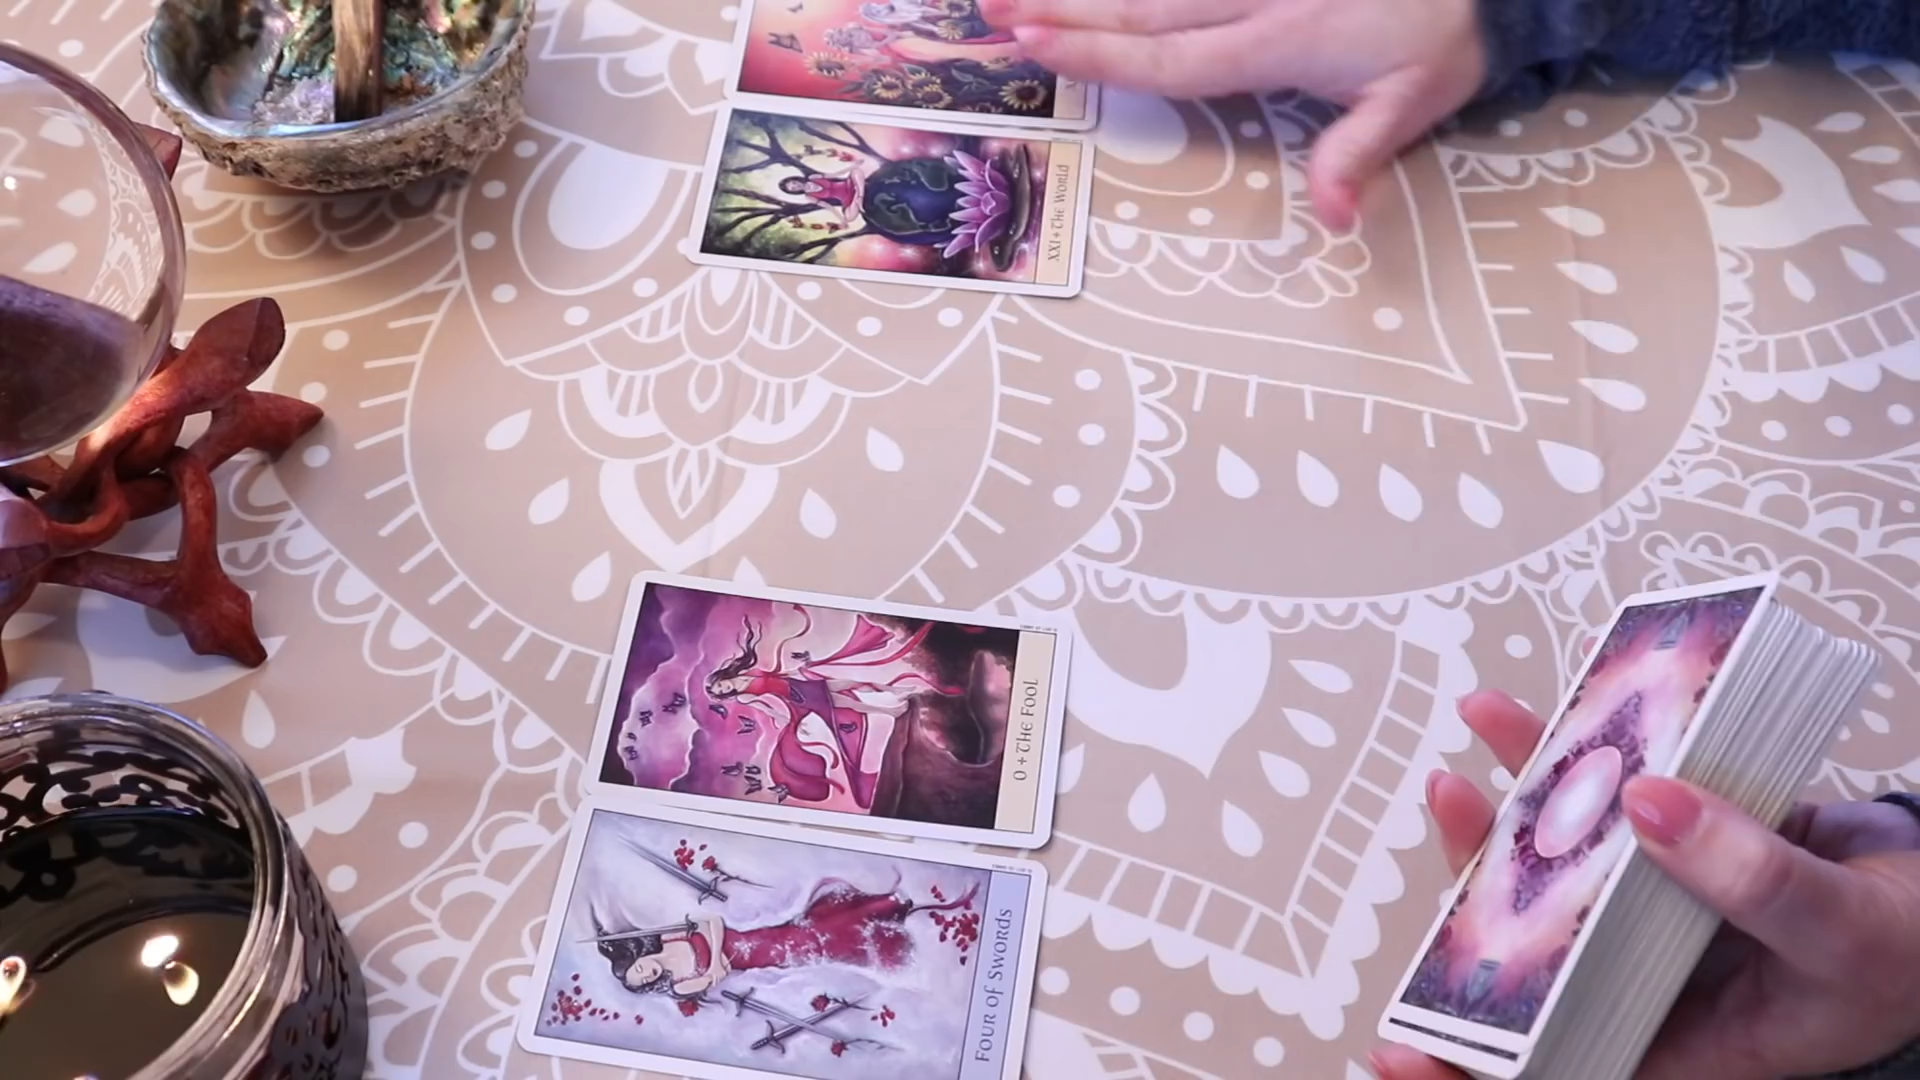 XXI + The World
0 + The Fool
Four of Swords